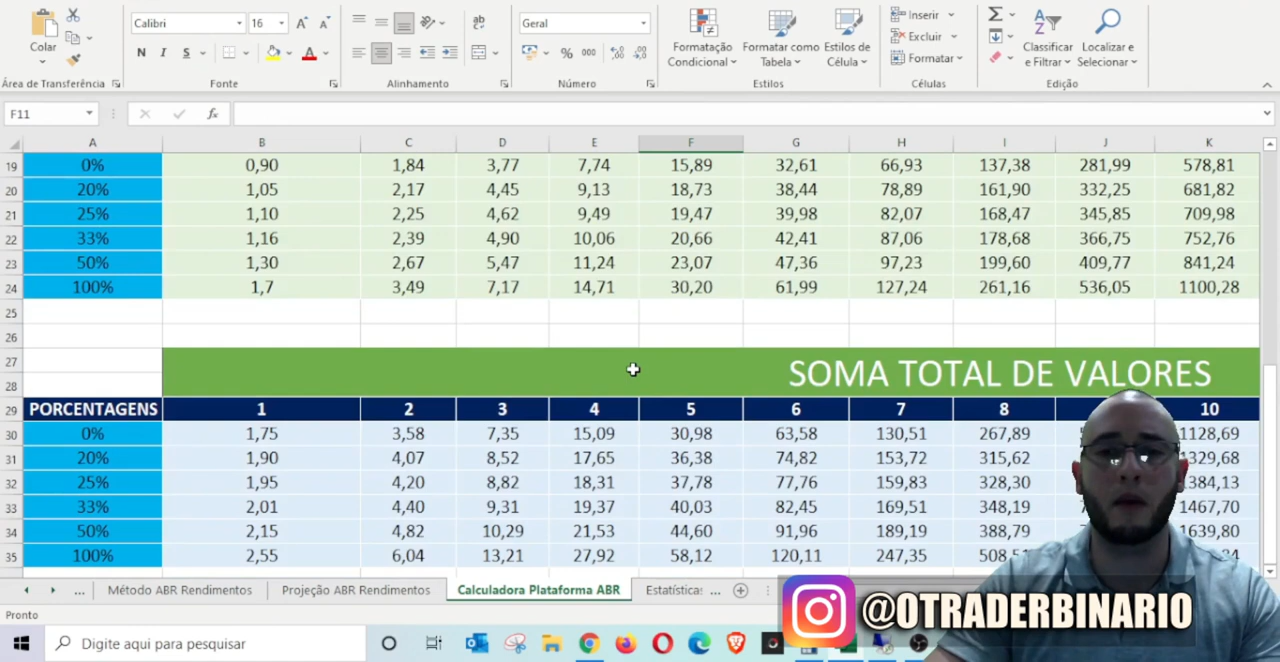 Calibri 16 Geral
Colar
N I S
% 000
Formatação Condicional
Formatar como Tabela
Estilos de Célula
Inserir
Excluir
Formatar
Classificar e Filtrar
Localizar e Selecionar
Área de Transferência Fonte Alinhamento Número Estilos Células Edição
F11 fx
A B C D E F G H I J K
19 0% 0,90 1,84 3,77 7,74 15,89 32,61 66,93 137,38 281,99 578,81
20 20% 1,05 2,17 4,45 9,13 18,73 38,44 78,89 161,90 332,25 681,82
21 25% 1,10 2,25 4,62 9,49 19,47 39,98 82,07 168,47 345,85 709,98
22 33% 1,16 2,39 4,90 10,06 20,66 42,41 87,06 178,68 366,75 752,76
23 50% 1,30 2,67 5,47 11,24 23,07 47,36 97,23 199,60 409,77 841,24
24 100% 1,7 3,49 7,17 14,71 30,20 61,99 127,24 261,16 536,05 1100,28
25
26
27
SOMA TOTAL DE VALORES
28
29 PORCENTAGENS 1 2 3 4 5 6 7 8 10
30 0% 1,75 3,58 7,35 15,09 30,98 63,58 130,51 267,89 1128,69
31 20% 1,90 4,07 8,52 17,65 36,38 74,82 153,72 315,62
32 25% 1,95 4,20 8,82 18,31 37,78 77,76 159,83 328,30
33 33% 2,01 4,40 9,31 19,37 40,03 82,45 169,51 348,19 1467,70
34 50% 2,15 4,82 10,29 21,53 44,60 91,96 189,19 388,79 1639,80
35 100% 2,55 6,04 13,21 27,92 58,12 120,11 247,35
... Método ABR Rendimentos Projeção ABR Rendimentos Calculadora Plataforma ABR Estatística: ...
Pronto
@OTRADERBINARIO
Digite aqui para pesquisar